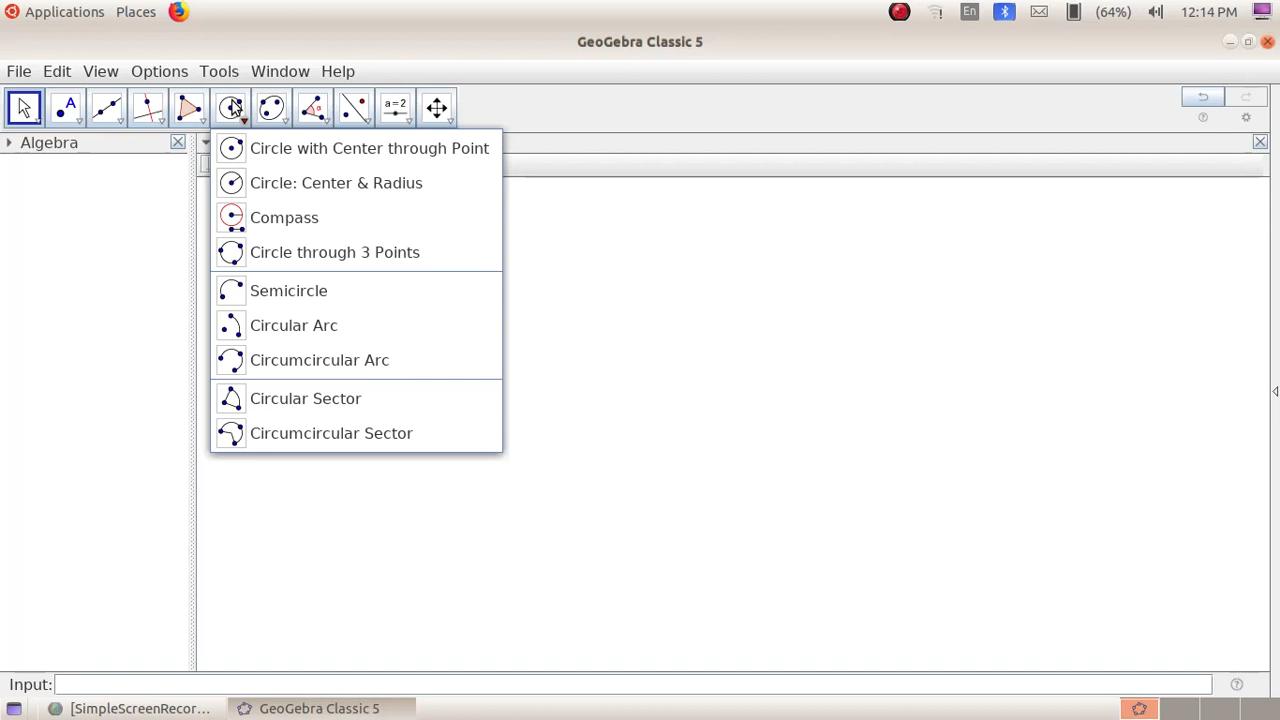 Applications Places En (64%) 12:14 PM
GeoGebra Classic 5
File Edit View Options Tools Window Help
A α a=2
Algebra
Circle with Center through Point
Circle: Center & Radius
Compass
Circle through 3 Points
Semicircle
Circular Arc
Circumcircular Arc
Circular Sector
Circumcircular Sector
Input:
[SimpleScreenRecor... GeoGebra Classic 5